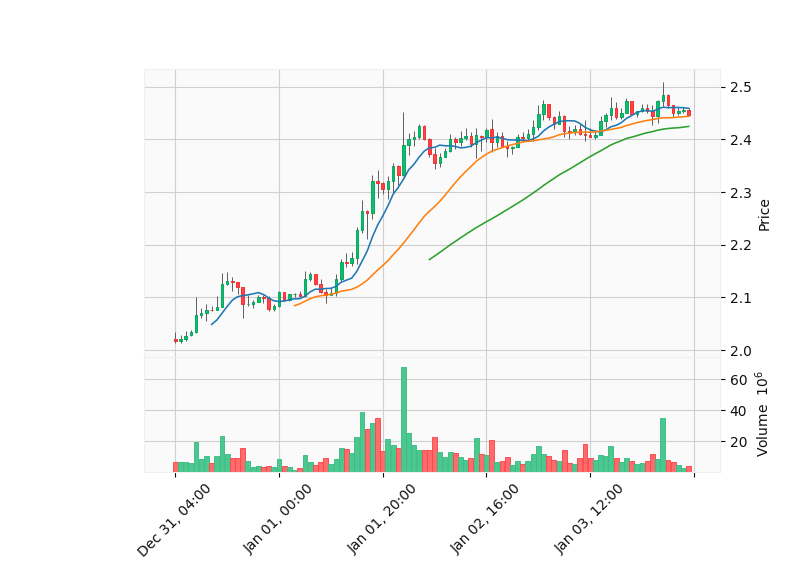 2.5
2.4
2.3
2.2
2.1
2.0
Price
60
40
20
Volume 10^6
Dec 31, 04:00
Jan 01, 00:00
Jan 01, 20:00
Jan 02, 16:00
Jan 03, 12:00